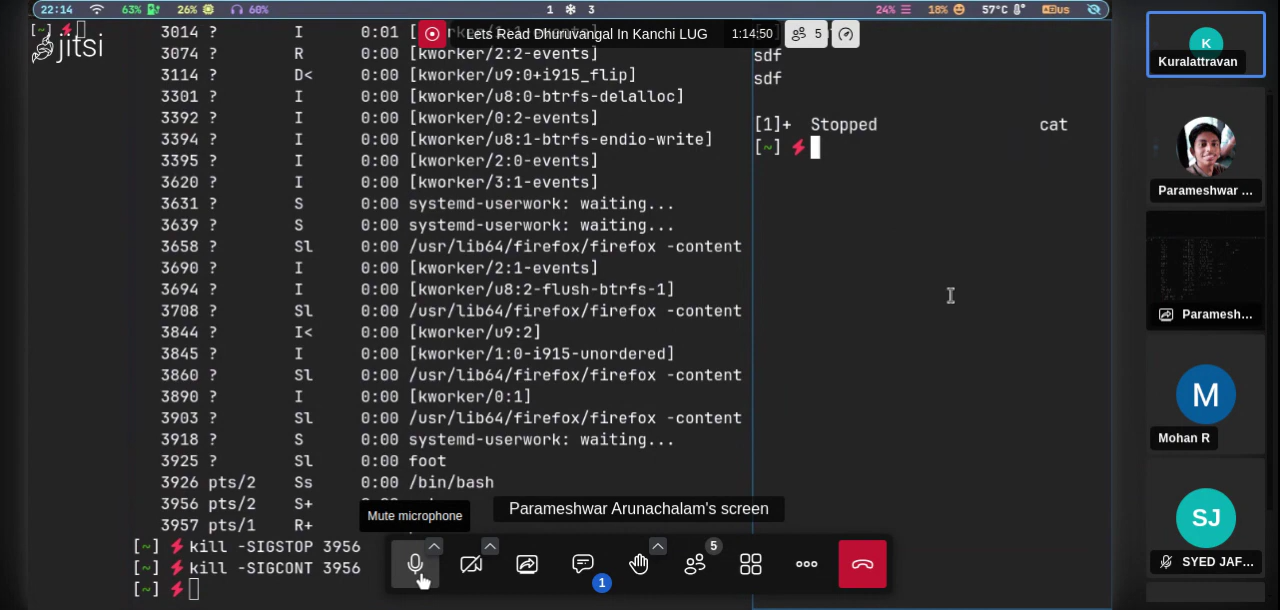 22:14 63% 26% 60% 1 3 24% 18% 57°C us
jitsi
Lets Read Dhuruvangal In Kanchi LUG 1:14:50 5
3014 ? I 0:01
3074 ? R 0:00 [kworker/2:2-events]
3114 ? D< 0:00 [kworker/u9:0+i915_flip]
3301 ? I 0:00 [kworker/u8:0-btrfs-delalloc]
3392 ? I 0:00 [kworker/0:2-events]
3394 ? I 0:00 [kworker/u8:1-btrfs-endio-write]
3395 ? I 0:00 [kworker/2:0-events]
3620 ? I 0:00 [kworker/3:1-events]
3631 ? S 0:00 systemd-userwork: waiting...
3639 ? S 0:00 systemd-userwork: waiting...
3658 ? Sl 0:00 /usr/lib64/firefox/firefox -content
3690 ? I 0:00 [kworker/2:1-events]
3694 ? I 0:00 [kworker/u8:2-flush-btrfs-1]
3708 ? Sl 0:00 /usr/lib64/firefox/firefox -content
3844 ? I< 0:00 [kworker/u9:2]
3845 ? I 0:00 [kworker/1:0-i915-unordered]
3860 ? Sl 0:00 /usr/lib64/firefox/firefox -content
3890 ? I 0:00 [kworker/0:1]
3903 ? Sl 0:00 /usr/lib64/firefox/firefox -content
3918 ? S 0:00 systemd-userwork: waiting...
3925 ? Sl 0:00 foot
3926 pts/2 Ss 0:00 /bin/bash
3956 pts/2 S+ 0:00
3957 pts/1 R+ 0:00
[~] kill -SIGSTOP 3956
[~] kill -SIGCONT 3956
[~]
sdf
sdf
[1]+ Stopped cat
[~]
Mute microphone
Parameshwar Arunachalam's screen
5
1
K
Kuralattravan
Parameshwar ...
Paramesh...
M
Mohan R
SJ
SYED JAF...